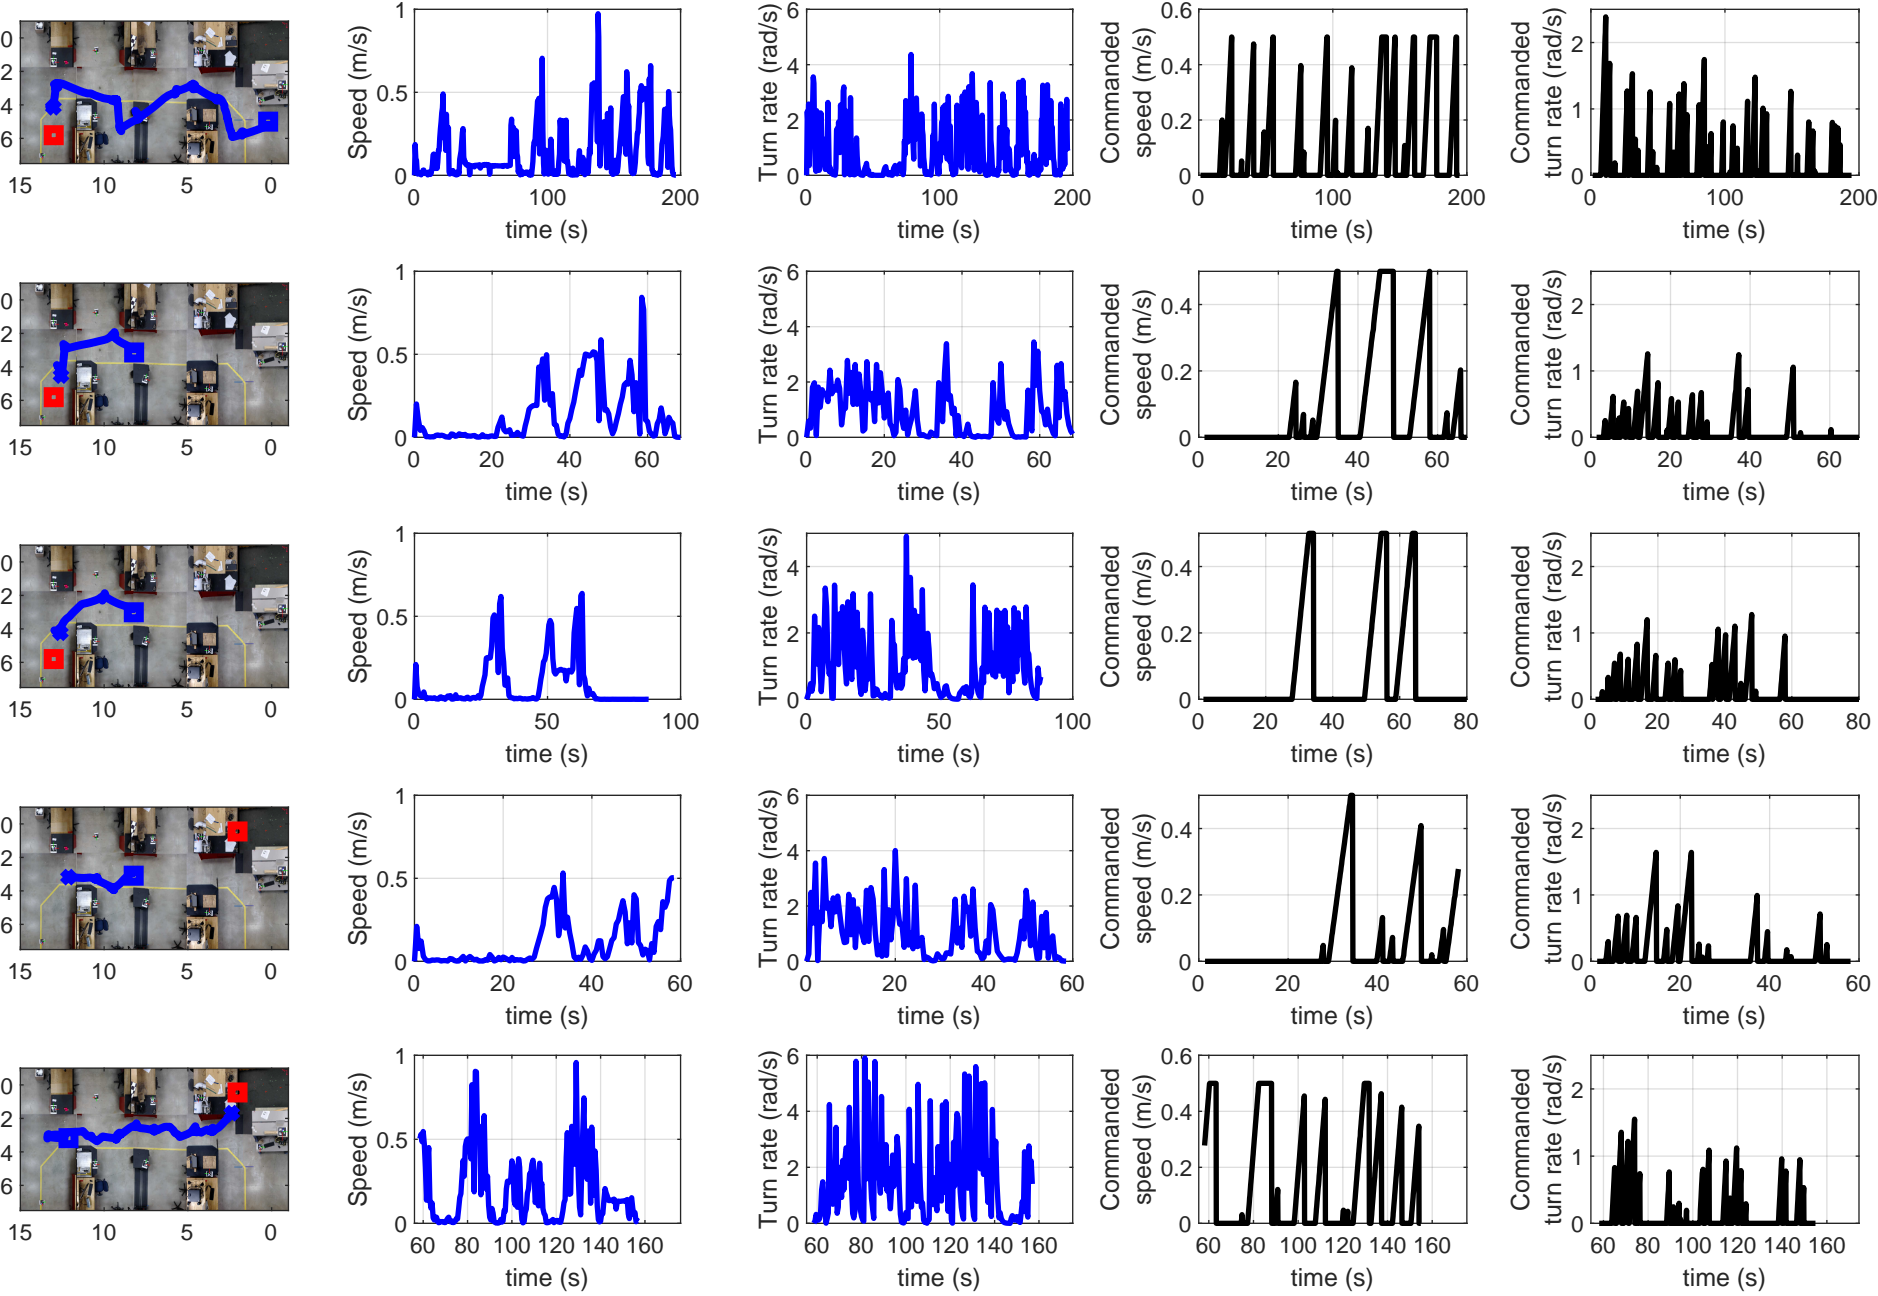 0
2
4
6
15 10 5 0
Speed (m/s)
1
0.5
0
0 100 200
time (s)
Turn rate (rad/s)
6
4
2
0
0 100 200
time (s)
Commanded
speed (m/s)
0.6
0.4
0.2
0
0 100 200
time (s)
Commanded
turn rate (rad/s)
2
1
0
0 100 200
time (s)
0
2
4
6
15 10 5 0
Speed (m/s)
1
0.5
0
0 20 40 60
time (s)
Turn rate (rad/s)
6
4
2
0
0 20 40 60
time (s)
Commanded
speed (m/s)
0.4
0.2
0
0 20 40 60
time (s)
Commanded
turn rate (rad/s)
2
1
0
0 20 40 60
time (s)
0
2
4
6
15 10 5 0
Speed (m/s)
1
0.5
0
0 50 100
time (s)
Turn rate (rad/s)
4
2
0
0 50 100
time (s)
Commanded
speed (m/s)
0.4
0.2
0
0 20 40 60 80
time (s)
Commanded
turn rate (rad/s)
2
1
0
0 20 40 60 80
time (s)
0
2
4
6
15 10 5 0
Speed (m/s)
1
0.5
0
0 20 40 60
time (s)
Turn rate (rad/s)
6
4
2
0
0 20 40 60
time (s)
Commanded
speed (m/s)
0.4
0.2
0
0 20 40 60
time (s)
Commanded
turn rate (rad/s)
2
1
0
0 20 40 60
time (s)
0
2
4
6
15 10 5 0
Speed (m/s)
1
0.5
0
60 80 100 120 140 160
time (s)
Turn rate (rad/s)
6
4
2
0
60 80 100 120 140 160
time (s)
Commanded
speed (m/s)
0.6
0.4
0.2
0
60 80 100 120 140 160
time (s)
Commanded
turn rate (rad/s)
2
1
0
60 80 100 120 140 160
time (s)